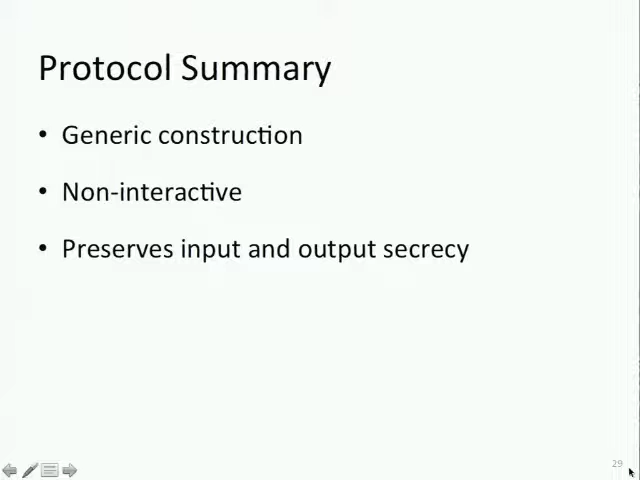 Protocol Summary
• Generic construction
• Non-interactive
• Preserves input and output secrecy
29